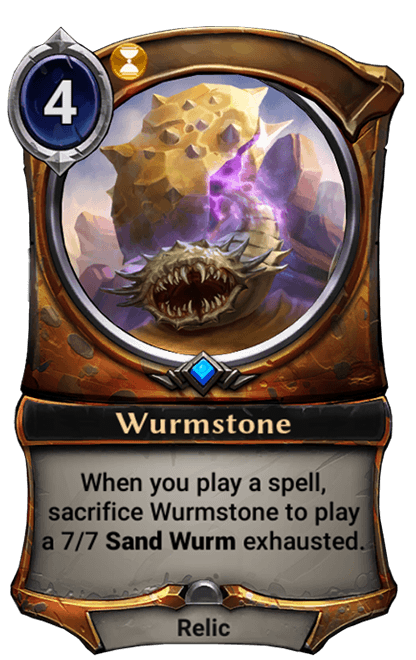 4
Wurmstone
When you play a spell,
sacrifice Wurmstone to play
a 7/7 Sand Wurm exhausted.
Relic